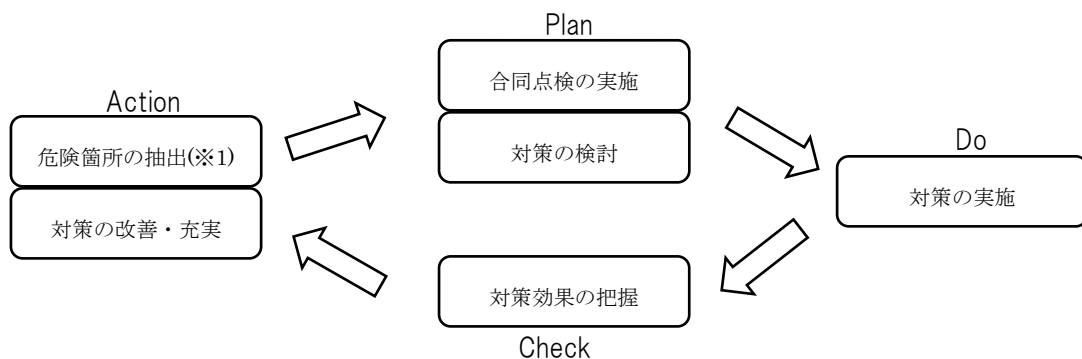 Plan
合同点検の実施
対策の検討
Action
危険箇所の抽出(※1)
対策の改善・充実
Do
対策の実施
対策効果の把握
Check